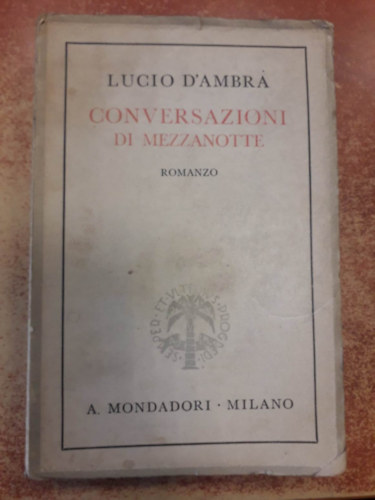 LUCIO D'AMBRA
CONVERSAZIONI
DI MEZZANOTTE
ROMANZO
A. MONDADORI · MILANO